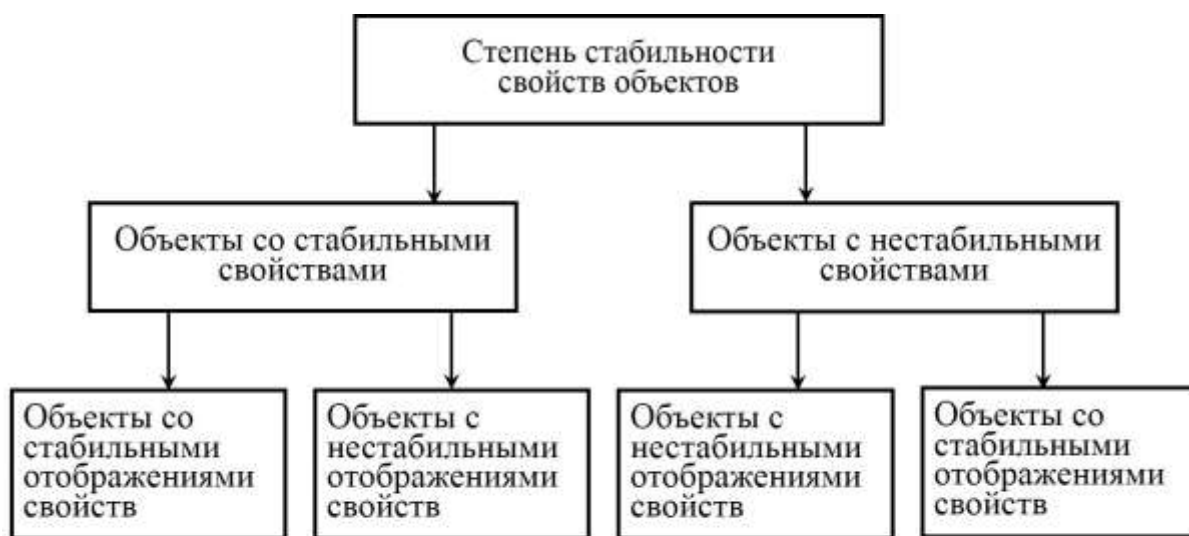 Степень стабильности
свойств объектов
Объекты со стабильными
свойствами
Объекты с нестабильными
свойствами
Объекты со
стабильными
отображениями
свойств
Объекты с
нестабильными
отображениями
свойств
Объекты с
нестабильными
отображениями
свойств
Объекты со
стабильными
отображениями
свойств